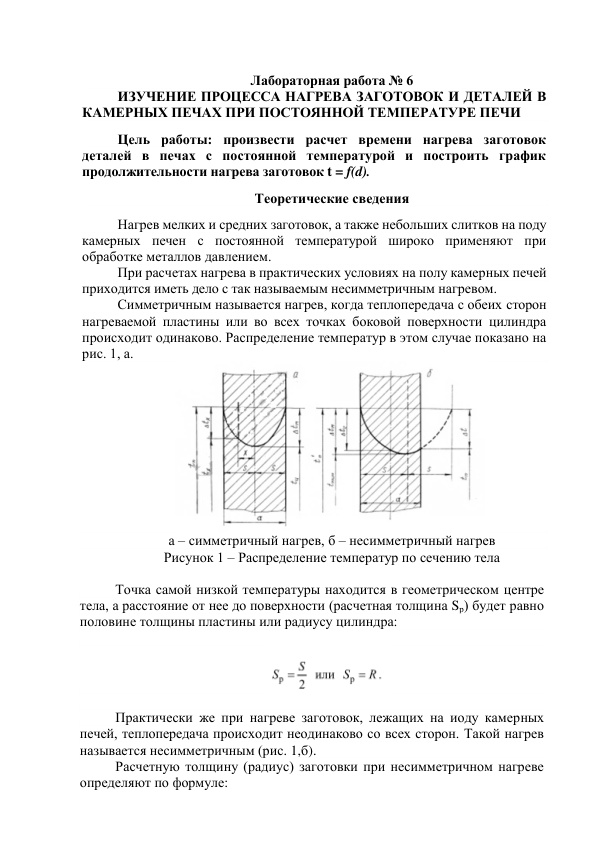 Лабораторная работа № 6
ИЗУЧЕНИЕ ПРОЦЕССА НАГРЕВА ЗАГОТОВОК И ДЕТАЛЕЙ В
КАМЕРНЫХ ПЕЧАХ ПРИ ПОСТОЯННОЙ ТЕМПЕРАТУРЕ ПЕЧИ
Цель работы: произвести расчет времени нагрева заготовок
деталей в печах с постоянной температурой и построить график
продолжительности нагрева заготовок t = f(d).
Теоретические сведения
Нагрев мелких и средних заготовок, а также небольших слитков на поду
камерных печен с постоянной температурой широко применяют при
обработке металлов давлением.
При расчетах нагрева в практических условиях на полу камерных печей
приходится иметь дело с так называемым несимметричным нагревом.
Симметричным называется нагрев, когда теплопередача с обеих сторон
нагреваемой пластины или во всех точках боковой поверхности цилиндра
происходит одинаково. Распределение температур в этом случае показано на
рис. 1, а.
а б
x
S S S S
a a
а – симметричный нагрев, б – несимметричный нагрев
Рисунок 1 – Распределение температур по сечению тела
Точка самой низкой температуры находится в геометрическом центре
тела, а расстояние от нее до поверхности (расчетная толщина Sр) будет равно
половине толщины пластины или радиусу цилиндра:
Sр = S/2 или Sр = R.
Практически же при нагреве заготовок, лежащих на иоду камерных
печей, теплопередача происходит неодинаково со всех сторон. Такой нагрев
называется несимметричным (рис. 1,б).
Расчетную толщину (радиус) заготовки при несимметричном нагреве
определяют по формуле: